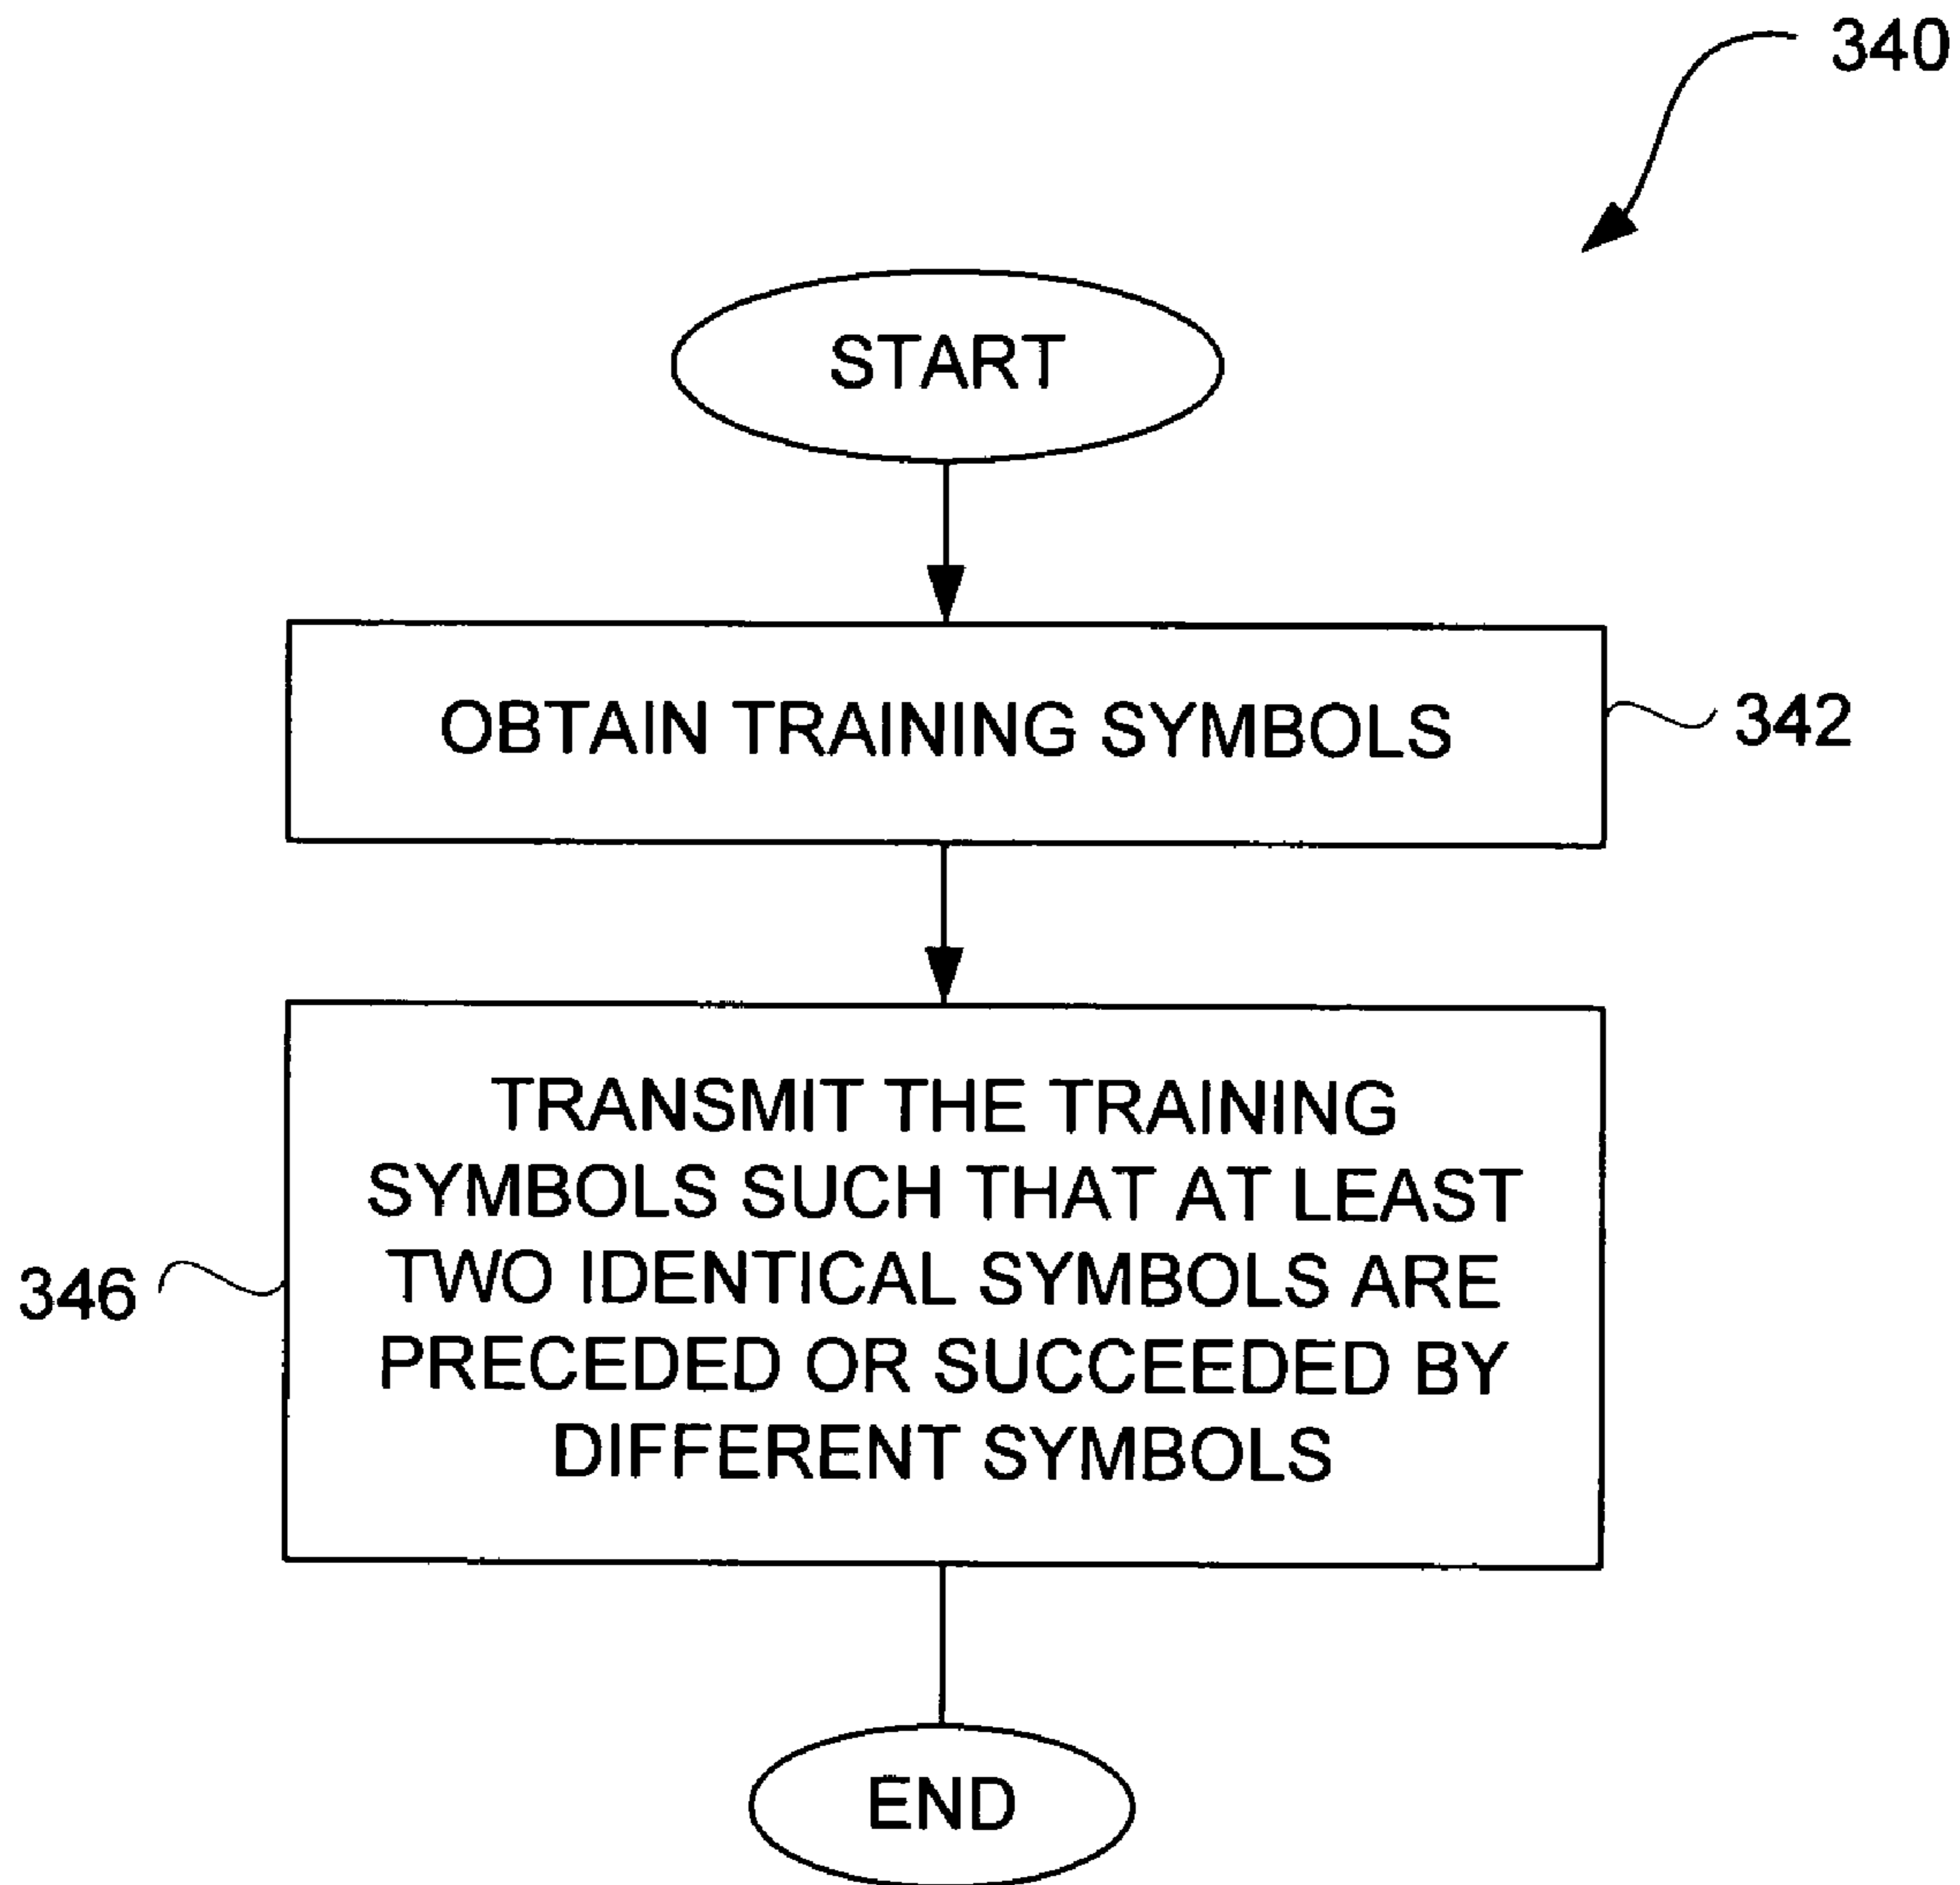 340
START
OBTAIN TRAINING SYMBOLS
342
TRANSMIT THE TRAINING
SYMBOLS SUCH THAT AT LEAST
TWO IDENTICAL SYMBOLS ARE
PRECEDED OR SUCCEEDED BY
DIFFERENT SYMBOLS
346
END